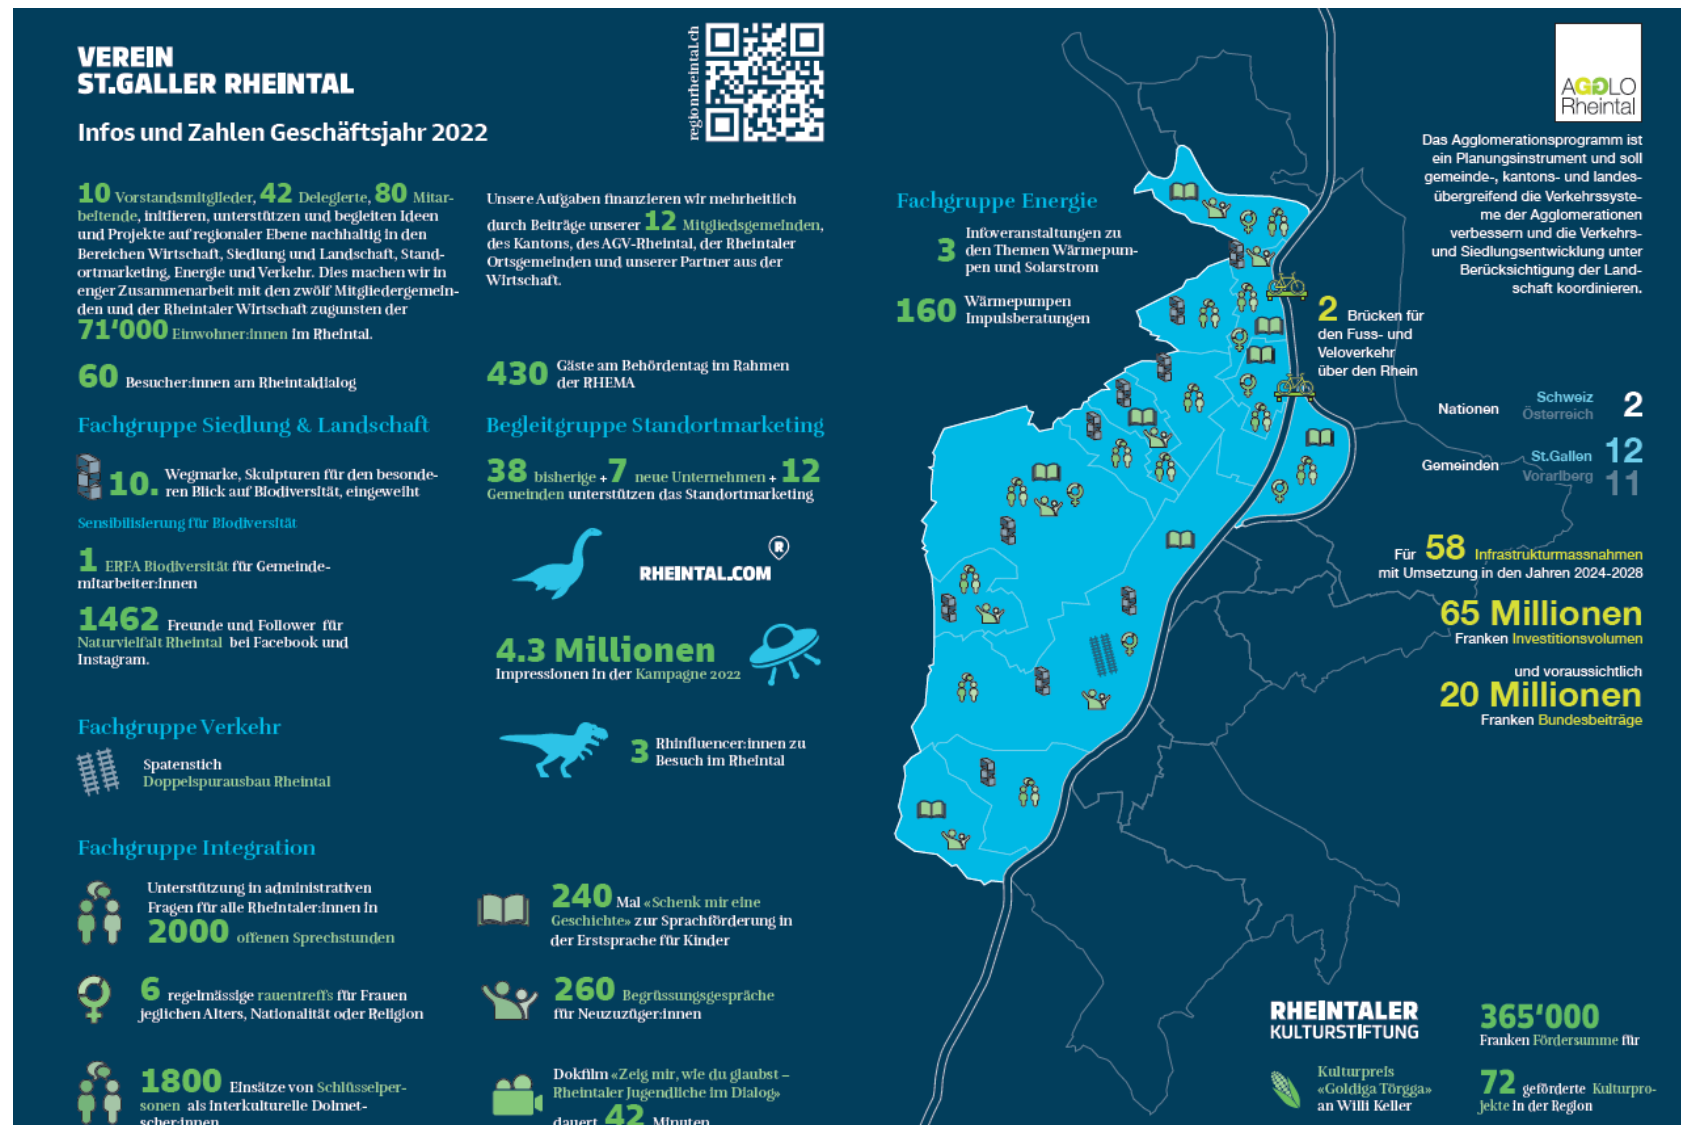 VEREIN
ST.GALLER RHEINTAL
Infos und Zahlen Geschäftsjahr 2022
regionrheintal.ch
10 Vorstandsmitglieder, 42 Delegierte, 80 Mitar-
beitende, initiieren, unterstützen und begleiten Ideen
und Projekte auf regionaler Ebene nachhaltig in den
Bereichen Wirtschaft, Siedlung und Landschaft, Stand-
ortmarketing, Energie und Verkehr. Dies machen wir in
enger Zusammenarbeit mit den zwölf Mitgliedergemein-
den und der Rheintaler Wirtschaft zugunsten der
71'000 Einwohner:innen im Rheintal.
60 Besucher:innen am Rheintaldialog
Unsere Aufgaben finanzieren wir mehrheitlich
durch Beiträge unserer 12 Mitgliedsgemeinden,
des Kantons, des AGV-Rheintal, der Rheintaler
Ortsgemeinden und unserer Partner aus der
Wirtschaft.
430 Gäste am Behördentag im Rahmen
der RHEMA
Fachgruppe Siedlung & Landschaft
10. Wegmarke, Skulpturen für den besonde-
ren Blick auf Biodiversität, eingeweiht
Sensibilisierung für Biodiversität
1 ERFA Biodiversität für Gemeinde-
mitarbeiter:innen
1462 Freunde und Follower für
Naturvielfalt Rheintal bei Facebook und
Instagram.
Begleitgruppe Standortmarketing
38 bisherige + 7 neue Unternehmen + 12
Gemeinden unterstützen das Standortmarketing
R
RHEINTAL.COM
4.3 Millionen
Impressionen in der Kampagne 2022
3 Rhinfluencer:innen zu
Besuch im Rheintal
Fachgruppe Verkehr
Spatenstich
Doppelspurausbau Rheintal
Fachgruppe Integration
Unterstützung in administrativen
Fragen für alle Rheintaler:innen in
2000 offenen Sprechstunden
6 regelmässige rauentreffs für Frauen
jeglichen Alters, Nationalität oder Religion
1800 Einsätze von Schlüsselper-
sonen als interkulturelle Dolmet-
scher:innen
240 Mal «Schenk mir eine
Geschichte» zur Sprachförderung in
der Erstsprache für Kinder
260 Begrüssungsgespräche
für Neuzuzüger:innen
Dokfilm «Zeig mir, wie du glaubst –
Rheintaler Jugendliche im Dialog»
dauert 42 Minuten
Fachgruppe Energie
3 Infoveranstaltungen zu
den Themen Wärmepum-
pen und Solarstrom
160 Wärmepumpen
Impulsberatungen
2 Brücken für
den Fuss- und
Veloverkehr
über den Rhein
AGGLO
Rheintal
Das Agglomerationsprogramm ist
ein Planungsinstrument und soll
gemeinde-, kantons- und landes-
übergreifend die Verkehrssyste-
me der Agglomerationen
verbessern und die Verkehrs-
und Siedlungsentwicklung unter
Berücksichtigung der Land-
schaft koordinieren.
Nationen Schweiz 2
Österreich
Gemeinden St.Gallen 12
Vorarlberg 11
Für 58 Infrastrukturmassnahmen
mit Umsetzung in den Jahren 2024-2028
65 Millionen
Franken Investitionsvolumen
und voraussichtlich
20 Millionen
Franken Bundesbeiträge
RHEINTALER
KULTURSTIFTUNG
Kulturpreis
«Goldiga Törgga»
an Willi Keller
365'000
Franken Fördersumme für
72 geförderte Kulturpro-
jekte in der Region